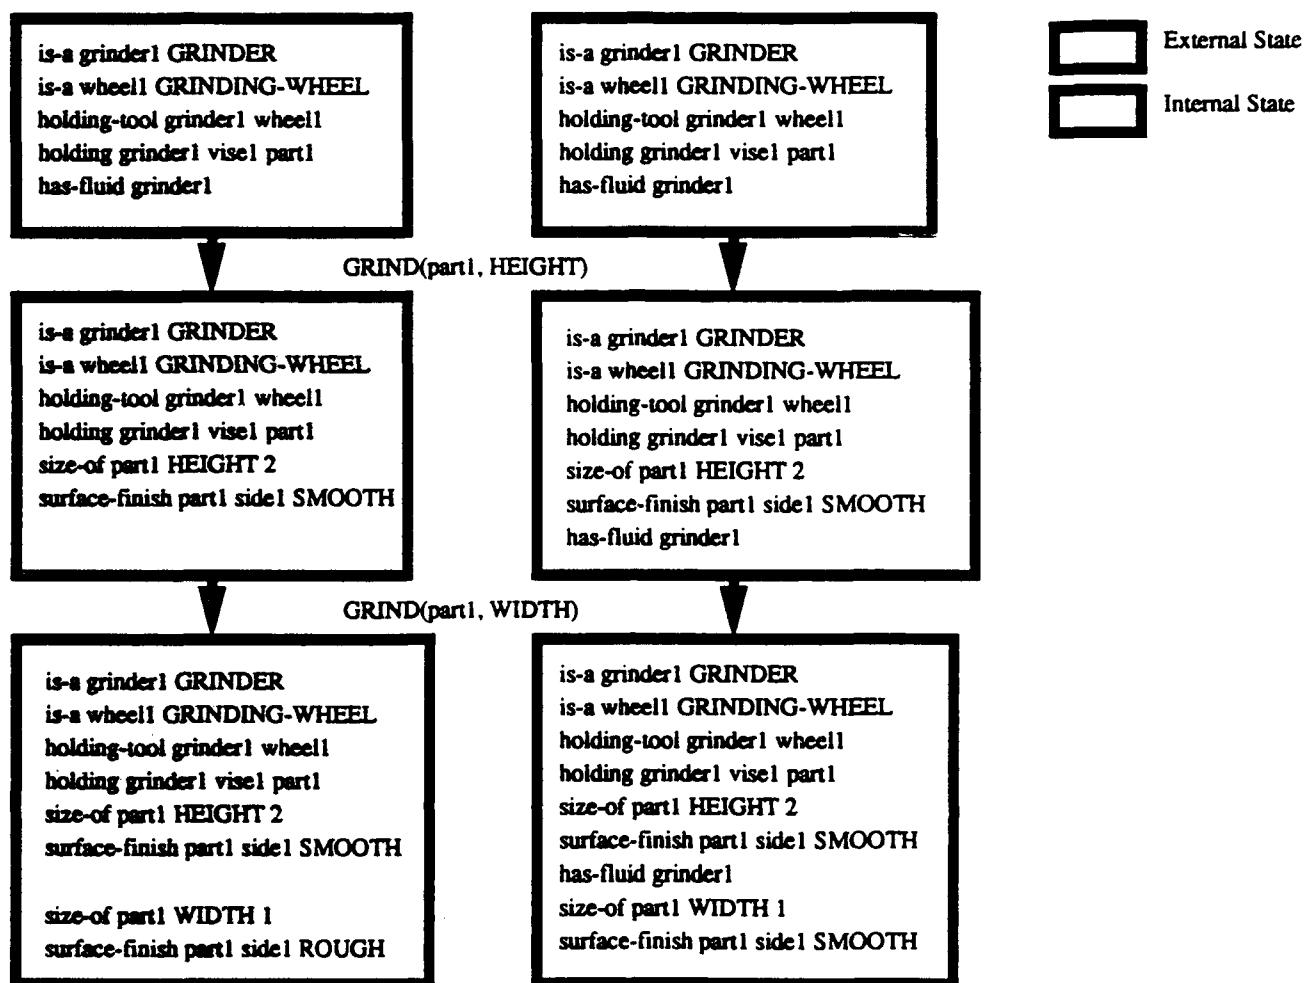 is-a grinder1 GRINDER
is-a wheel1 GRINDING-WHEEL
holding-tool grinder1 wheel1
holding grinder1 vise1 part1
has-fluid grinder1
is-a grinder1 GRINDER
is-a wheel1 GRINDING-WHEEL
holding-tool grinder1 wheel1
holding grinder1 vise1 part1
has-fluid grinder1
External State
Internal State
GRIND(part1, HEIGHT)
is-a grinder1 GRINDER
is-a wheel1 GRINDING-WHEEL
holding-tool grinder1 wheel1
holding grinder1 vise1 part1
size-of part1 HEIGHT 2
surface-finish part1 side1 SMOOTH
is-a grinder1 GRINDER
is-a wheel1 GRINDING-WHEEL
holding-tool grinder1 wheel1
holding grinder1 vise1 part1
size-of part1 HEIGHT 2
surface-finish part1 side1 SMOOTH
has-fluid grinder1
GRIND(part1, WIDTH)
is-a grinder1 GRINDER
is-a wheel1 GRINDING-WHEEL
holding-tool grinder1 wheel1
holding grinder1 vise1 part1
size-of part1 HEIGHT 2
surface-finish part1 side1 SMOOTH
size-of part1 WIDTH 1
surface-finish part1 side1 ROUGH
is-a grinder1 GRINDER
is-a wheel1 GRINDING-WHEEL
holding-tool grinder1 wheel1
holding grinder1 vise1 part1
size-of part1 HEIGHT 2
surface-finish part1 side1 SMOOTH
has-fluid grinder1
size-of part1 WIDTH 1
surface-finish part1 side1 SMOOTH